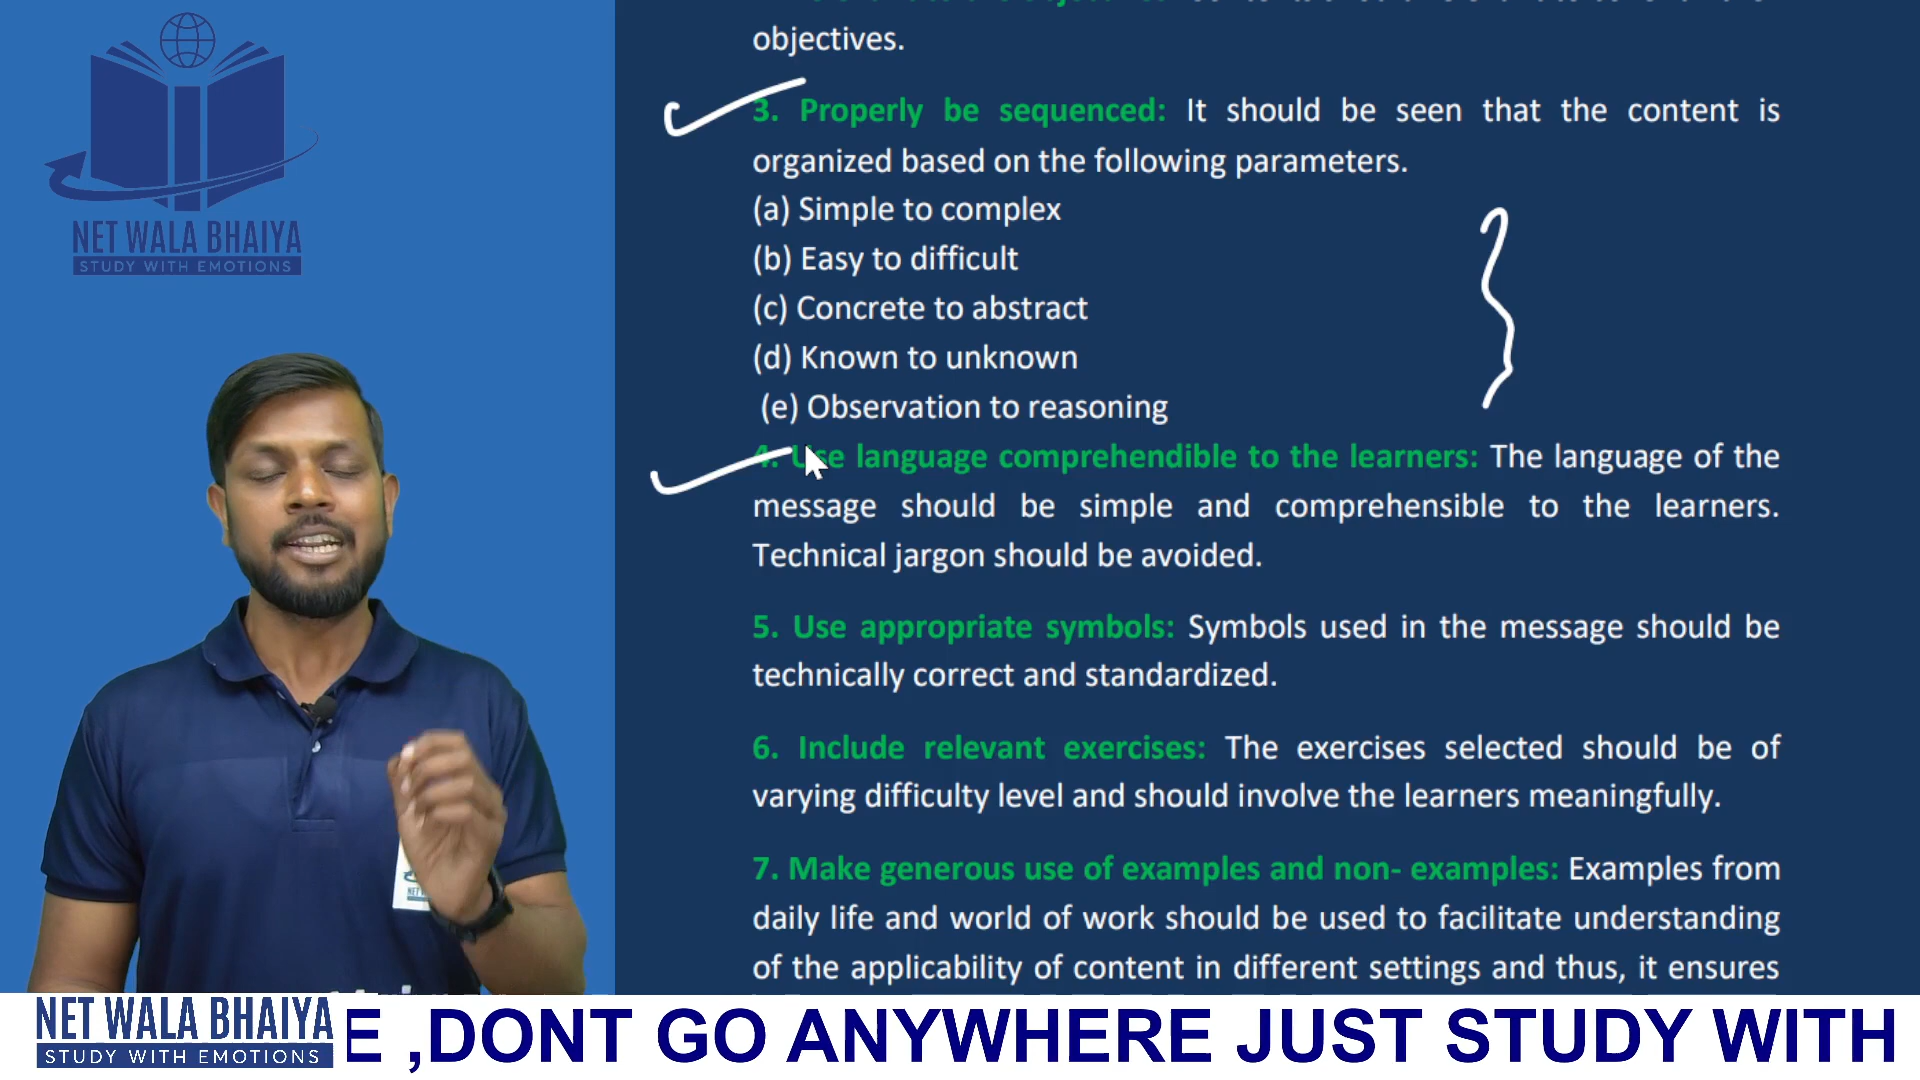 NET WALA BHAIYA
STUDY WITH EMOTIONS
objectives.
3. Properly be sequenced: It should be seen that the content is
organized based on the following parameters.
(a) Simple to complex
(b) Easy to difficult
(c) Concrete to abstract
(d) Known to unknown
(e) Observation to reasoning
4. Use language comprehendible to the learners: The language of the
message should be simple and comprehensible to the learners.
Technical jargon should be avoided.
5. Use appropriate symbols: Symbols used in the message should be
technically correct and standardized.
6. Include relevant exercises: The exercises selected should be of
varying difficulty level and should involve the learners meaningfully.
7. Make generous use of examples and non- examples: Examples from
daily life and world of work should be used to facilitate understanding
of the applicability of content in different settings and thus, it ensures
NET WALA BHAIYA
STUDY WITH EMOTIONS
E ,DONT GO ANYWHERE JUST STUDY WITH